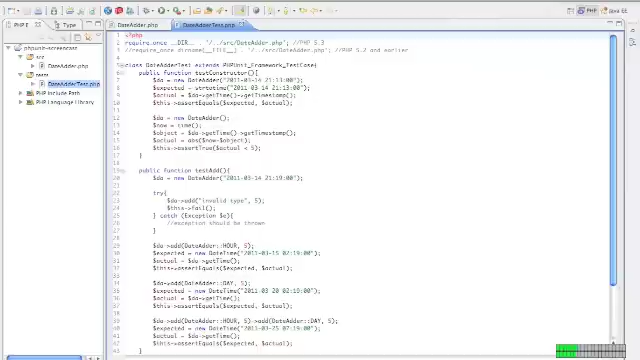 PHP
Java EE
PHP E
Type
DateAdder.php
DateAdderTest.php
phpunit-screencast
src
DateAdder.php
tests
DateAdderTest.php
PHP Include Path
PHP Language Library
<?php
require_once __DIR__ . '/../src/DateAdder.php'; //PHP 5.3
//require_once dirname(__FILE__) . '/../src/DateAdder.php'; //PHP 5.2 and earlier
class DateAdderTest extends PHPUnit_Framework_TestCase{
public function testConstructor(){
$da = new DateAdder("2011-03-14 21:13:00");
$expected = strtotime("2011-03-14 21:13:00");
$actual = $da->getTime()->getTimestamp();
$this->assertEquals($expected, $actual);
$da = new DateAdder();
$now = time();
$object = $da->getTime()->getTimestamp();
$actual = abs($now-$object);
$this->assertTrue($actual < 5);
}
public function testAdd(){
$da = new DateAdder("2011-03-14 21:19:00");
try{
$da->add("invalid type", 5);
$this->fail();
} catch (Exception $e){
//exception should be thrown
}
$da->add(DateAdder::HOUR, 5);
$expected = new DateTime("2011-03-15 02:19:00");
$actual = $da->getTime();
$this->assertEquals($expected, $actual);
$da->add(DateAdder::DAY, 5);
$expected = new DateTime("2011-03-20 02:19:00");
$actual = $da->getTime();
$this->assertEquals($expected, $actual);
$da->add(DateAdder::HOUR, 5)->add(DateAdder::DAY, 5);
$expected = new DateTime("2011-03-25 07:19:00");
$actual = $da->getTime();
$this->assertEquals($expected, $actual);
}